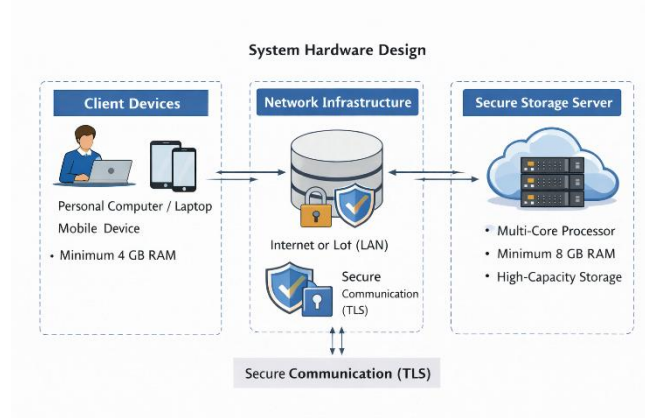 System Hardware Design
Client Devices
Personal Computer / Laptop
Mobile Device
• Minimum 4 GB RAM
Network Infrastructure
Internet or Lot (LAN)
Secure
Communication
(TLS)
Secure Storage Server
• Multi-Core Processor
• Minimum 8 GB RAM
• High-Capacity Storage
Secure Communication (TLS)